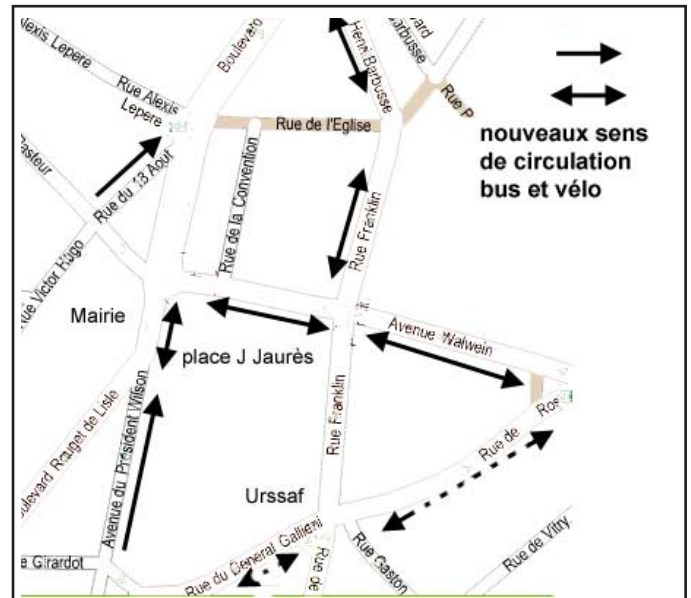 Alexis Lepere
Rue Alexis
Lepere
Boulevard
Henri Barbusse
Barbusse
Rue P
nouveaux sens
de circulation
bus et vélo
Rue de l'Eglise
Pasteur
Rue du 18 Aout
Rue de la Convention
Rue Franklin
Rue Victor Hugo
Mairie
place J Jaurès
Avenue Walwein
Boulevard Rouget de Lisle
Avenue du Président Wilson
Rue Franklin
Rue de Ros
Urssaf
Rue de Vitry
e Girardot
Rue du General Gallieni
Rue de
Rue Gaston